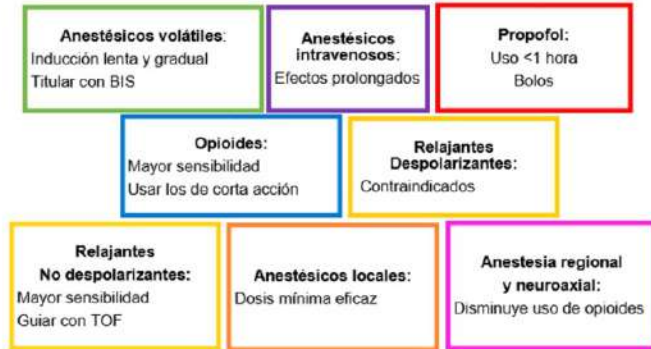 Anestésicos volátiles:
Inducción lenta y gradual
Titular con BIS
Anestésicos
intravenosos:
Efectos prolongados
Propofol:
Uso <1 hora
Bolos
Opioides:
Mayor sensibilidad
Usar los de corta acción
Relajantes
Despolarizantes:
Contraindicados
Relajantes
No despolarizantes:
Mayor sensibilidad
Guiar con TOF
Anestésicos locales:
Dosis mínima eficaz
Anestesia regional
y neuroaxial:
Disminuye uso de opioides